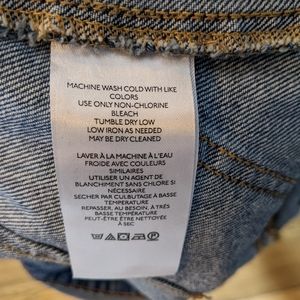 MACHINE WASH COLD WITH LIKE
COLORS
USE ONLY NON-CHLORINE
BLEACH
TUMBLE DRY LOW
LOW IRON AS NEEDED
MAY BE DRY CLEANED
LAVER À LA MACHINE À L'EAU
FROIDE AVEC COULEURS
SIMILAIRES
UTILISER UN AGENT DE
BLANCHIMENT SANS CHLORE SI
NÉCESSAIRE
SÉCHER PAR CULBUTAGE À BASSE
TEMPERATURE
REPASSER, AU BESOIN, À TRÈS
BASSE TEMPÉRATURE
PEUT-ÊTRE ÊTRE NETTOYÉE
À SEC